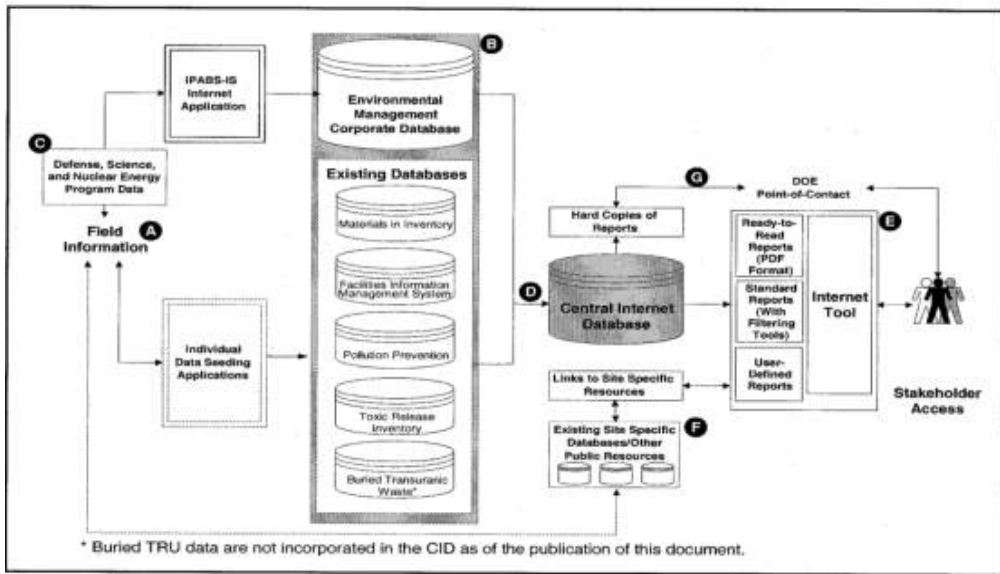 IPABS-IS
Internet
Application
B
Environmental
Management
Corporate Database
C
Defense, Science,
and Nuclear Energy
Program Data
Field
Information
A
Individual
Data Seeding
Applications
Existing Databases
Materials in Inventory
Facilities Information
Management System
Pollution Prevention
Toxic Release
Inventory
Buried Transuranic
Waste*
G
Hard Copies of
Reports
D
Central Internet
Database
Links to Site Specific
Resources
Existing Site Specific
Databases/Other
Public Resources
F
DOE
Point-of-Contact
E
Ready-to-
Read Reports
(PDF
Format)
Standard
Reports
(With
Filtering
Tools)
User-
Defined
Reports
Internet
Tool
Stakeholder
Access
* Buried TRU data are not incorporated in the CID as of the publication of this document.